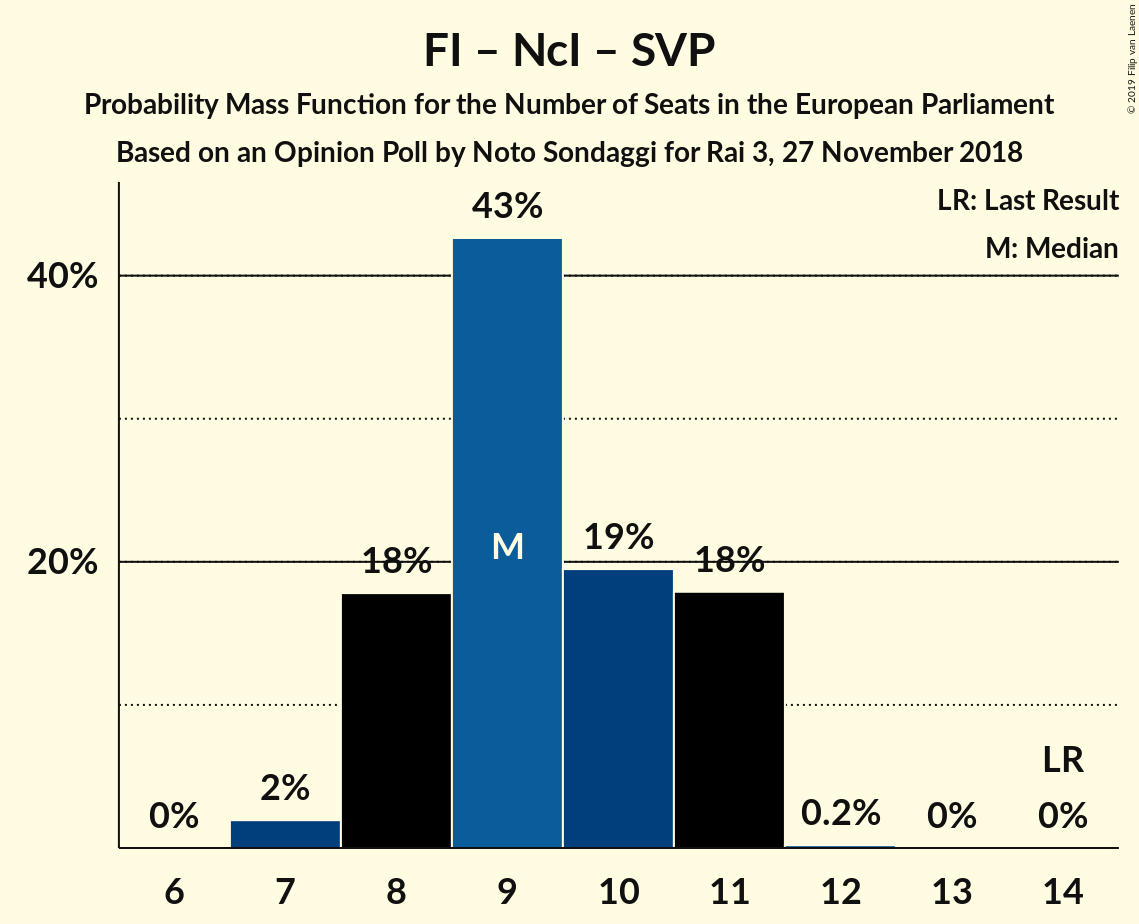 FI – NcI – SVP
Probability Mass Function for the Number of Seats in the European Parliament
Based on an Opinion Poll by Noto Sondaggi for Rai 3, 27 November 2018
© 2019 Filip van Laenen
LR: Last Result
M: Median
43%
40%
M
19%
20%
18%
18%
LR
0%
2%
0.2%
0%
0%
6 7 8 9 10 11 12 13 14